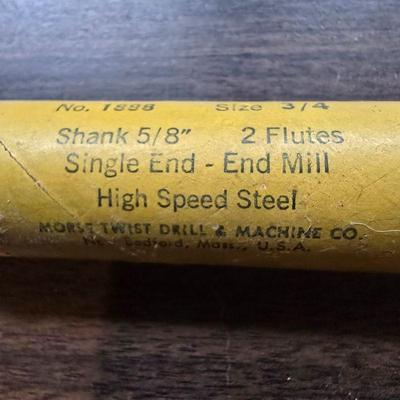 No. 1898 Size 3/4
Shank 5/8" 2 Flutes
Single End - End Mill
High Speed Steel
MORSE TWIST DRILL & MACHINE CO.
New Bedford, Mass., U.S.A.